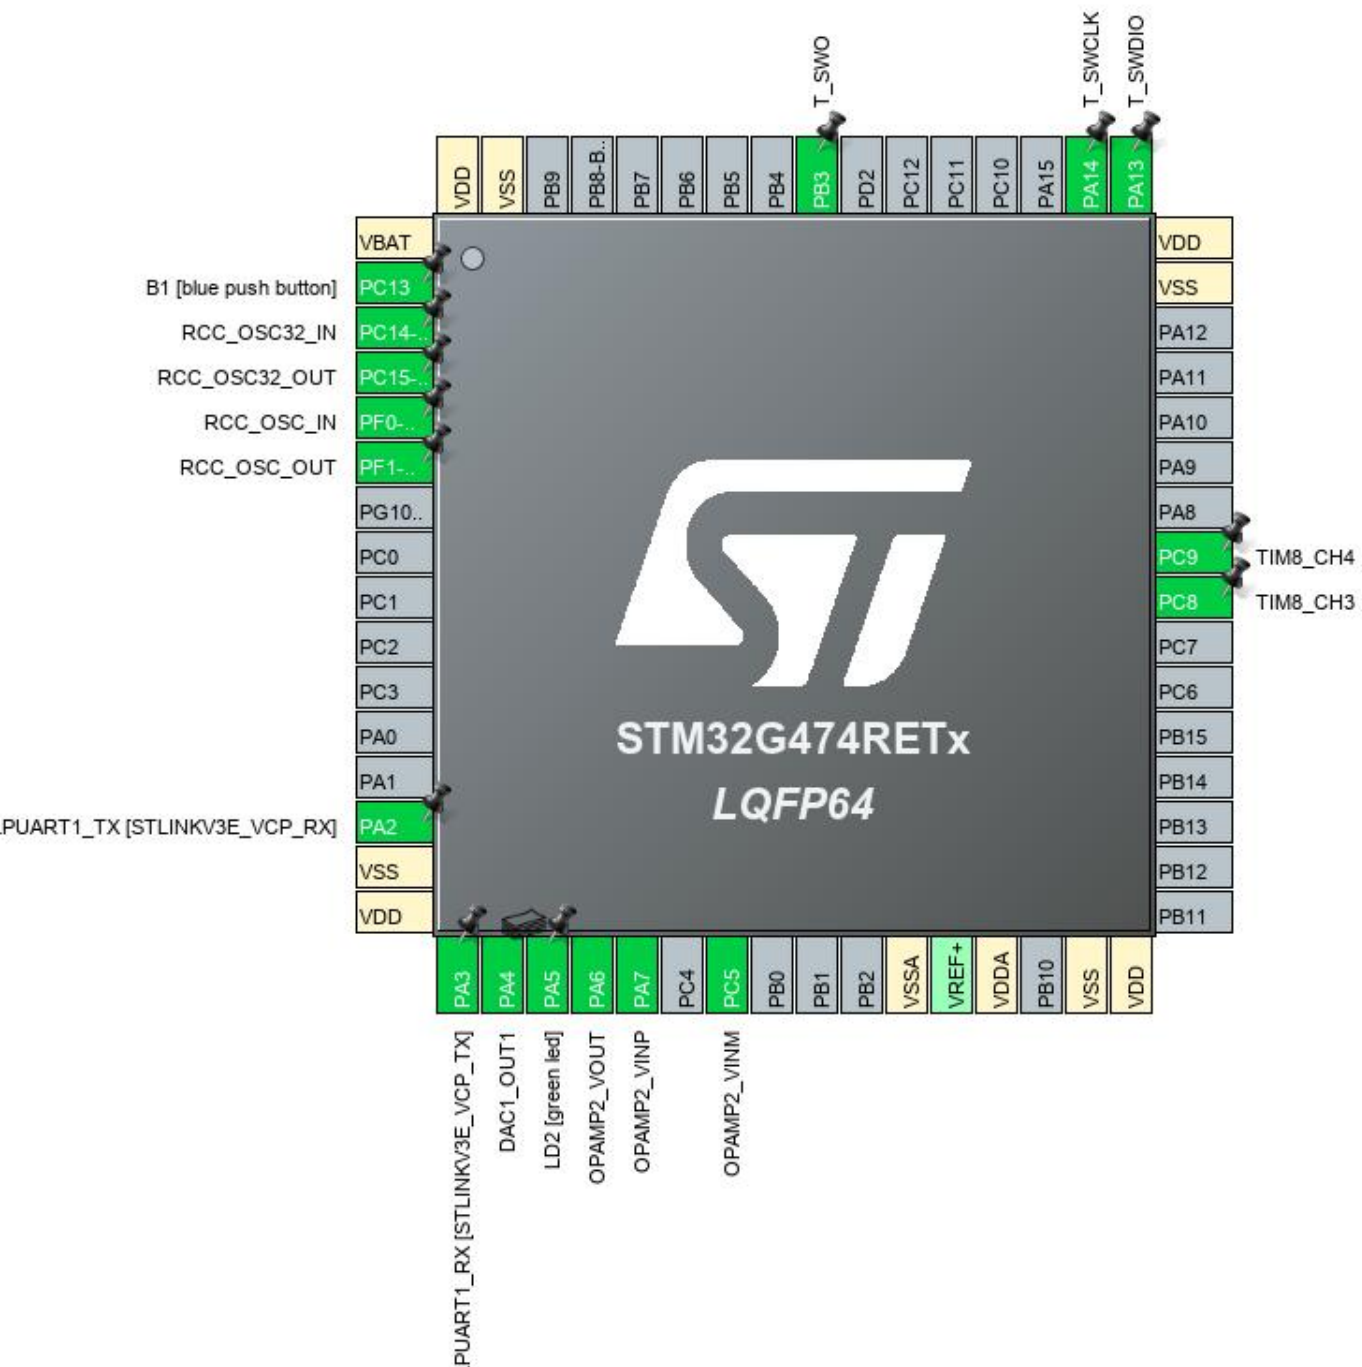 T_SWO
T_SWCLK
T_SWDIO
VDD
VSS
PB9
PB8-B..
PB7
PB6
PB5
PB4
PB3
PD2
PC12
PC11
PC10
PA15
PA14
PA13
VBAT
B1 [blue push button] PC13
RCC_OSC32_IN PC14-..
RCC_OSC32_OUT PC15-..
RCC_OSC_IN PF0-..
RCC_OSC_OUT PF1-..
PG10..
PC0
PC1
PC2
PC3
PA0
PA1
PUART1_TX [STLINKV3E_VCP_RX] PA2
VSS
VDD
ST
STM32G474RETx
LQFP64
VDD
VSS
PA12
PA11
PA10
PA9
PA8
PC9 TIM8_CH4
PC8 TIM8_CH3
PC7
PC6
PB15
PB14
PB13
PB12
PB11
PA3
PA4
PA5
PA6
PA7
PC4
PC5
PB0
PB1
PB2
VSSA
VREF+
VDDA
PB10
VSS
VDD
PUART1_RX [STLINKV3E_VCP_TX]
DAC1_OUT1
LD2 [green led]
OPAMP2_VOUT
OPAMP2_VINP
OPAMP2_VINM